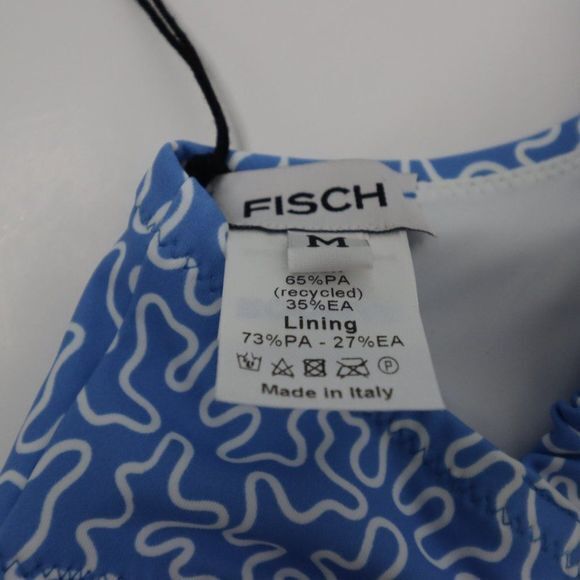 FISCH
M
65%PA
(recycled)
35%EA
Lining
73%PA - 27%EA
Made in Italy